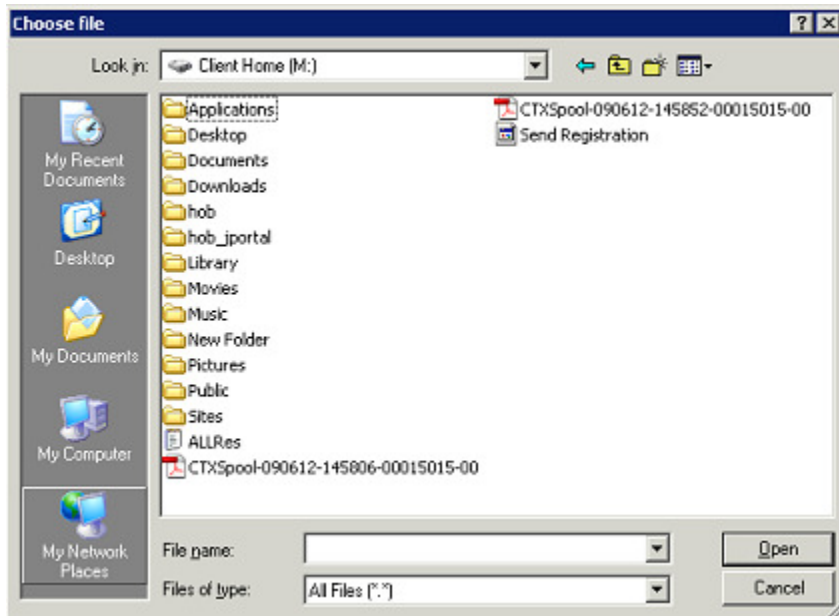 Choose file
Look in: Client Home (M:)
My Recent
Documents
Desktop
My Documents
My Computer
My Network
Places
Applications
Desktop
Documents
Downloads
hob
hob_jportal
Library
Movies
Music
New Folder
Pictures
Public
Sites
ALLRes
CTXSpool-090612-145806-00015015-00
CTXSpool-090612-145852-00015015-00
Send Registration
File name:
Open
Files of type: All Files (*.*)
Cancel